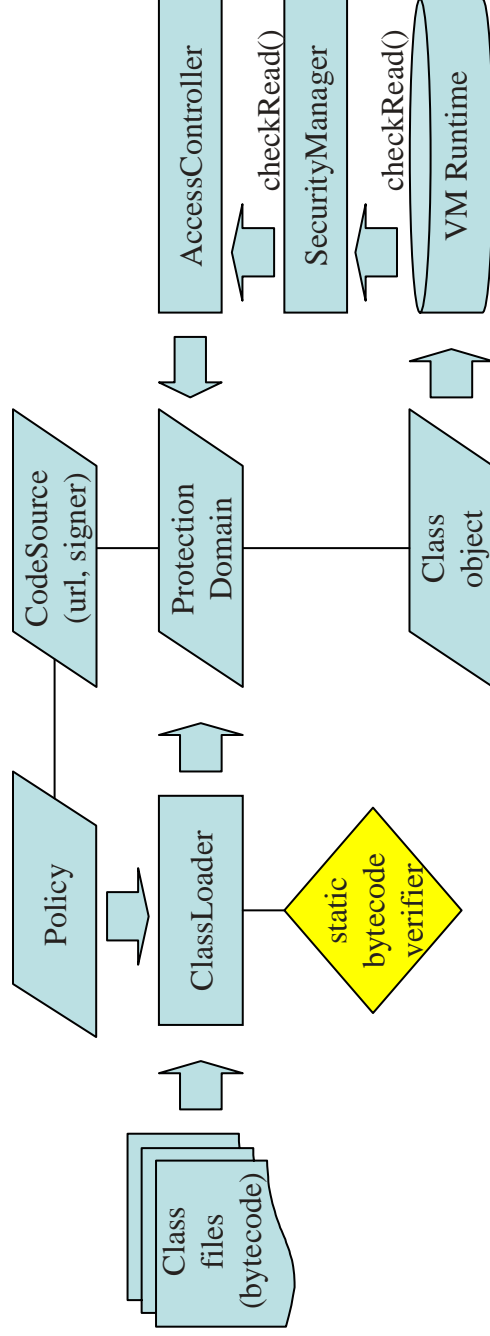 Policy
CodeSource
(url, signer)
Class
files
(bytecode)
ClassLoader
Protection
Domain
AccessController
checkRead()
SecurityManager
checkRead()
static
bytecode
verifier
Class
object
VM Runtime